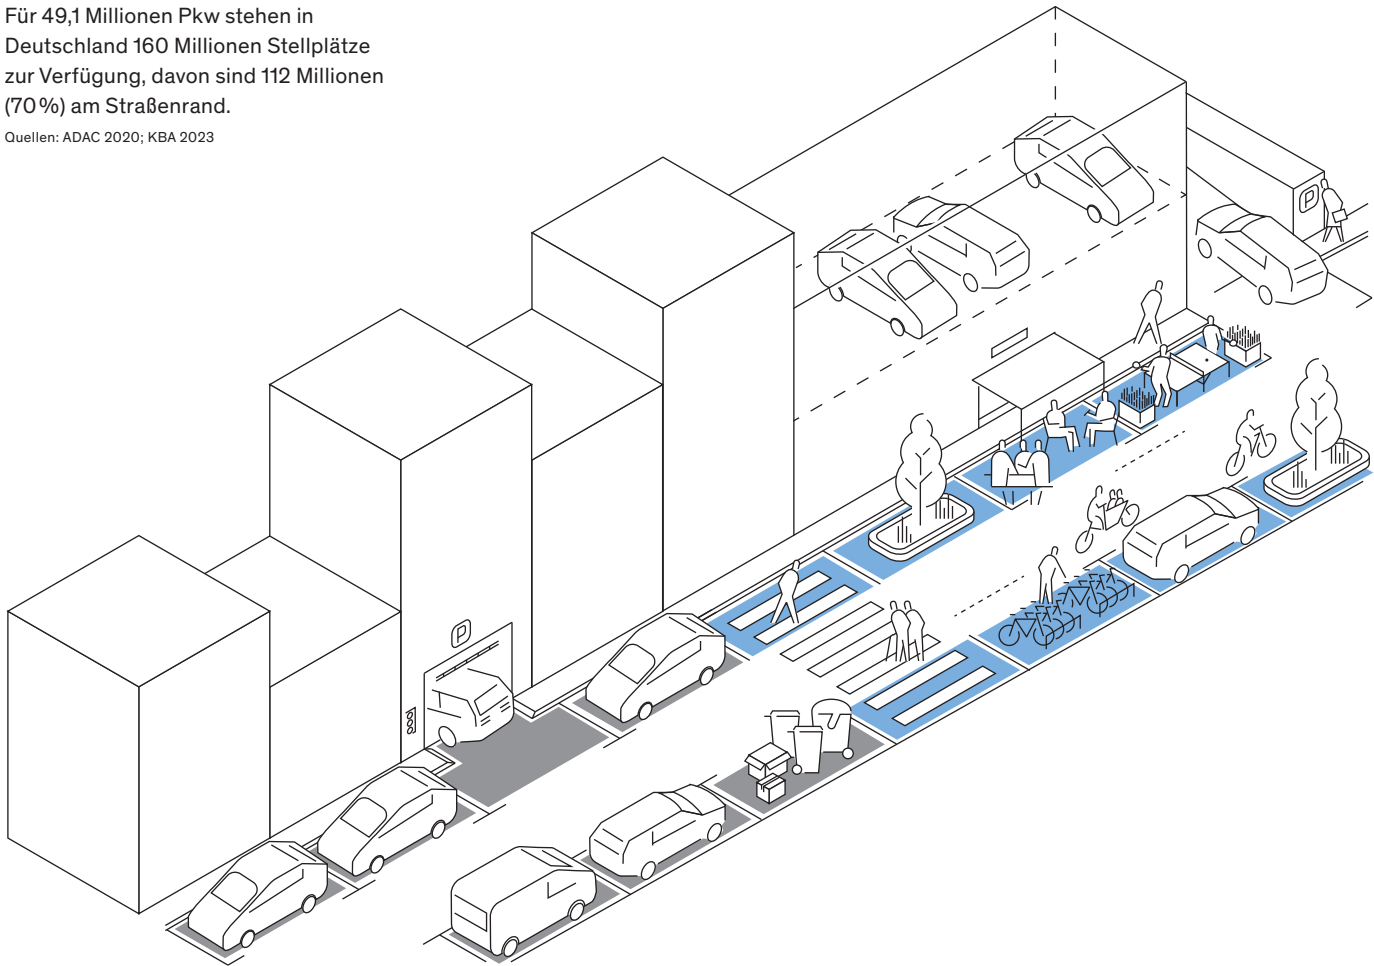 Für 49,1 Millionen Pkw stehen in
Deutschland 160 Millionen Stellplätze
zur Verfügung, davon sind 112 Millionen
(70 %) am Straßenrand.
Quellen: ADAC 2020; KBA 2023
P
P